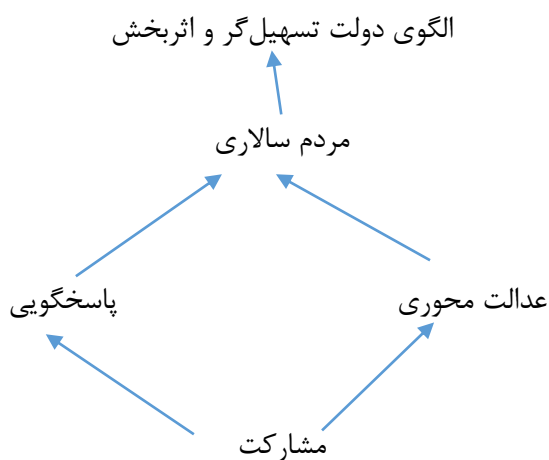 الگوی دولت تسهیل‌گر و اثربخش
مردم سالاری
عدالت محوری
پاسخگویی
مشارکت